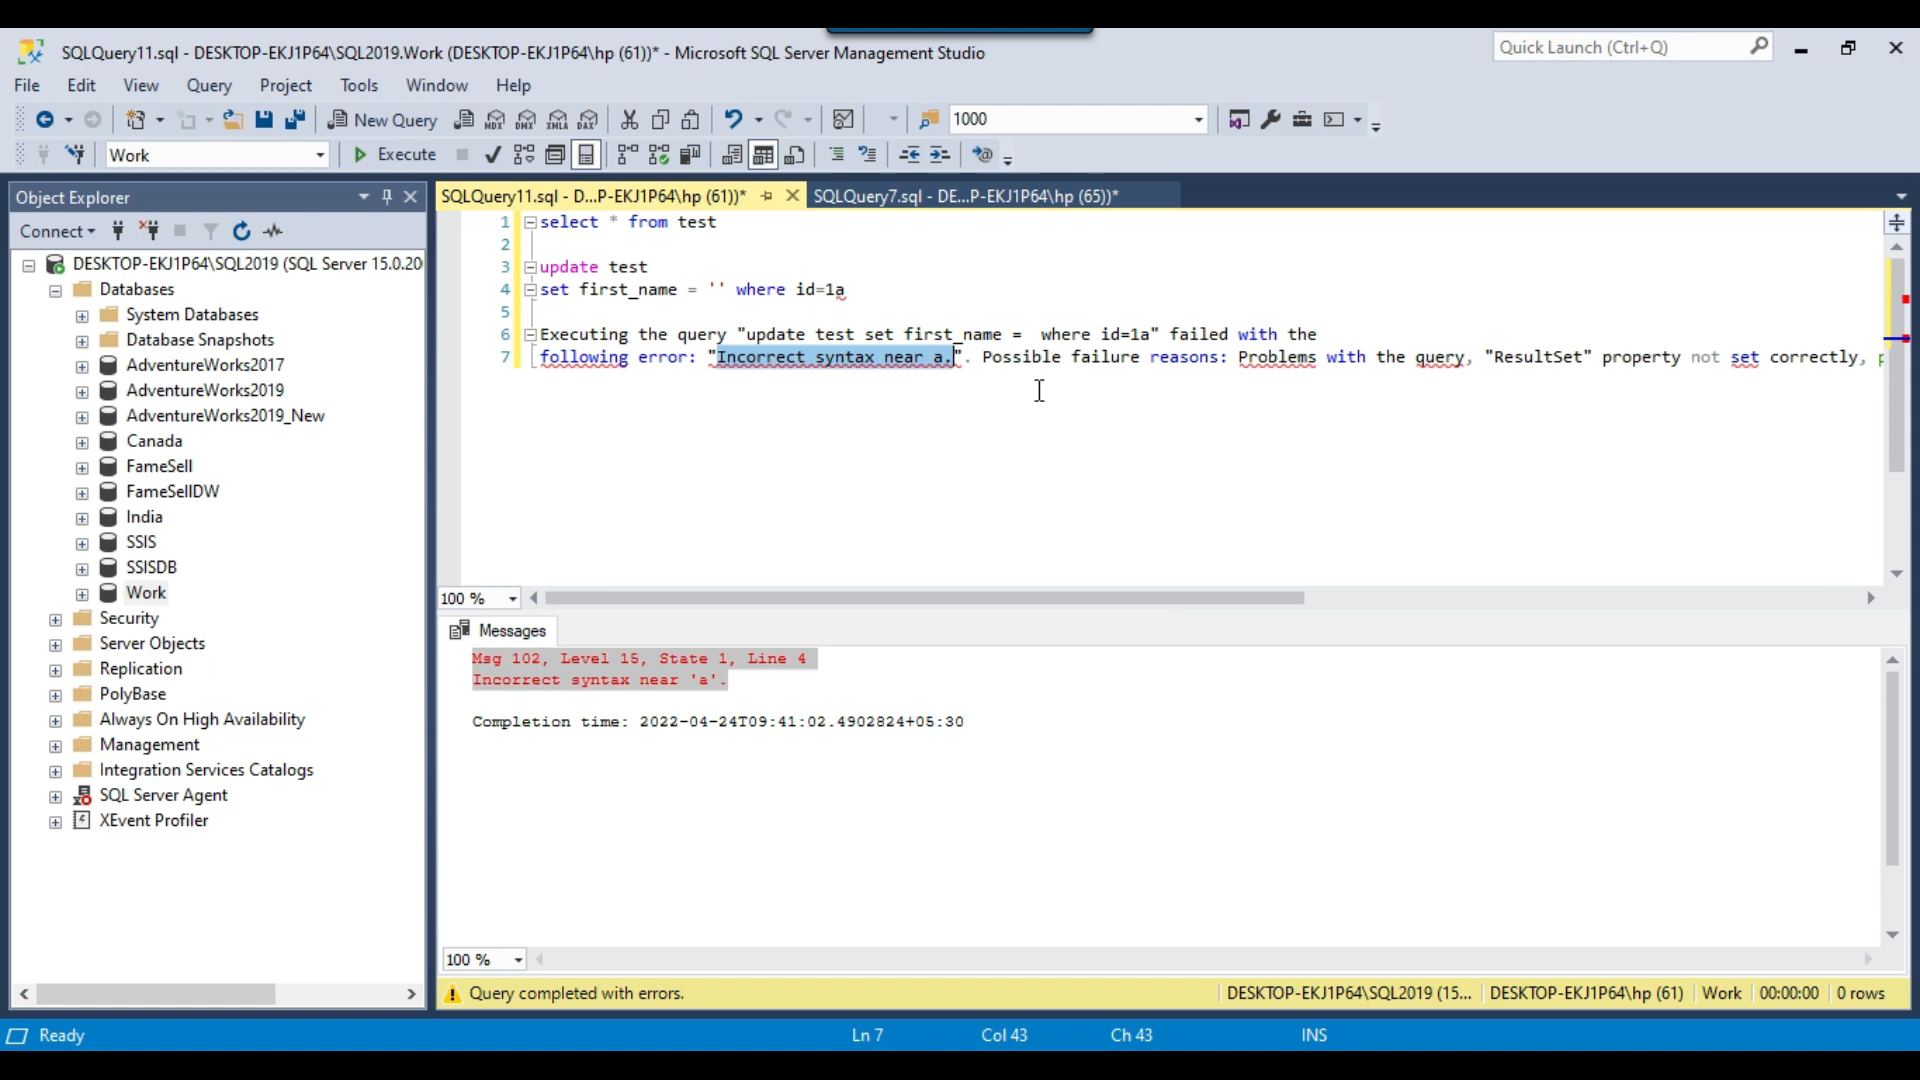 SQLQuery11.sql - DESKTOP-EKJ1P64\SQL2019.Work (DESKTOP-EKJ1P64\hp (61))* - Microsoft SQL Server Management Studio
Quick Launch (Ctrl+Q)
File Edit View Query Project Tools Window Help
New Query MDX DMX XMLA DAX 1000
Work Execute
Object Explorer
SQLQuery11.sql - D...P-EKJ1P64\hp (61))* SQLQuery7.sql - DE...P-EKJ1P64\hp (65))*
Connect
DESKTOP-EKJ1P64\SQL2019 (SQL Server 15.0.20
Databases
System Databases
Database Snapshots
AdventureWorks2017
AdventureWorks2019
AdventureWorks2019_New
Canada
FameSell
FameSellDW
India
SSIS
SSISDB
Work
Security
Server Objects
Replication
PolyBase
Always On High Availability
Management
Integration Services Catalogs
SQL Server Agent
XEvent Profiler
1 select * from test
2
3 update test
4 set first_name = '' where id=1a
5
6 Executing the query "update test set first_name =  where id=1a" failed with the
7 following error: "Incorrect syntax near a.". Possible failure reasons: Problems with the query, "ResultSet" property not set correctly, p
100 %
Messages
Msg 102, Level 15, State 1, Line 4
Incorrect syntax near 'a'.
Completion time: 2022-04-24T09:41:02.4902824+05:30
100 %
Query completed with errors. DESKTOP-EKJ1P64\SQL2019 (15... DESKTOP-EKJ1P64\hp (61) Work 00:00:00 0 rows
Ready Ln 7 Col 43 Ch 43 INS